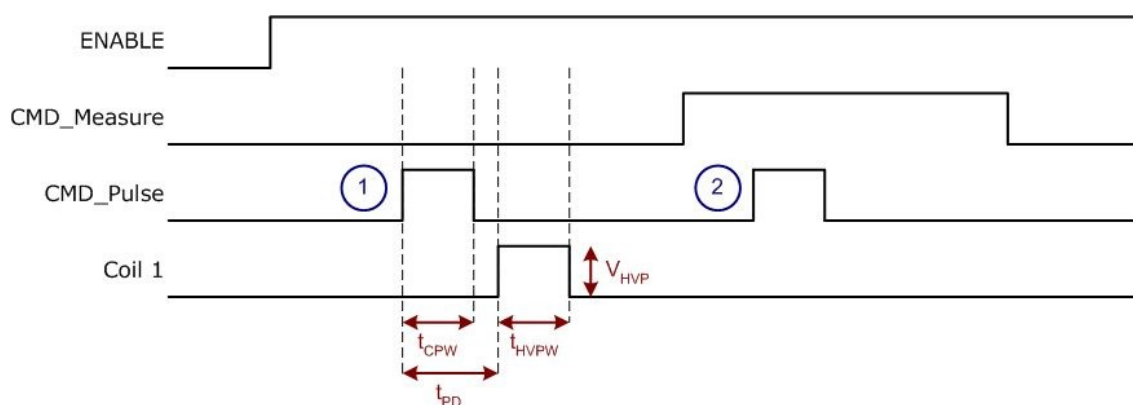 ENABLE
CMD_Measure
CMD_Pulse
1
2
Coil 1
VHVP
tCPW
tHVPW
tPD